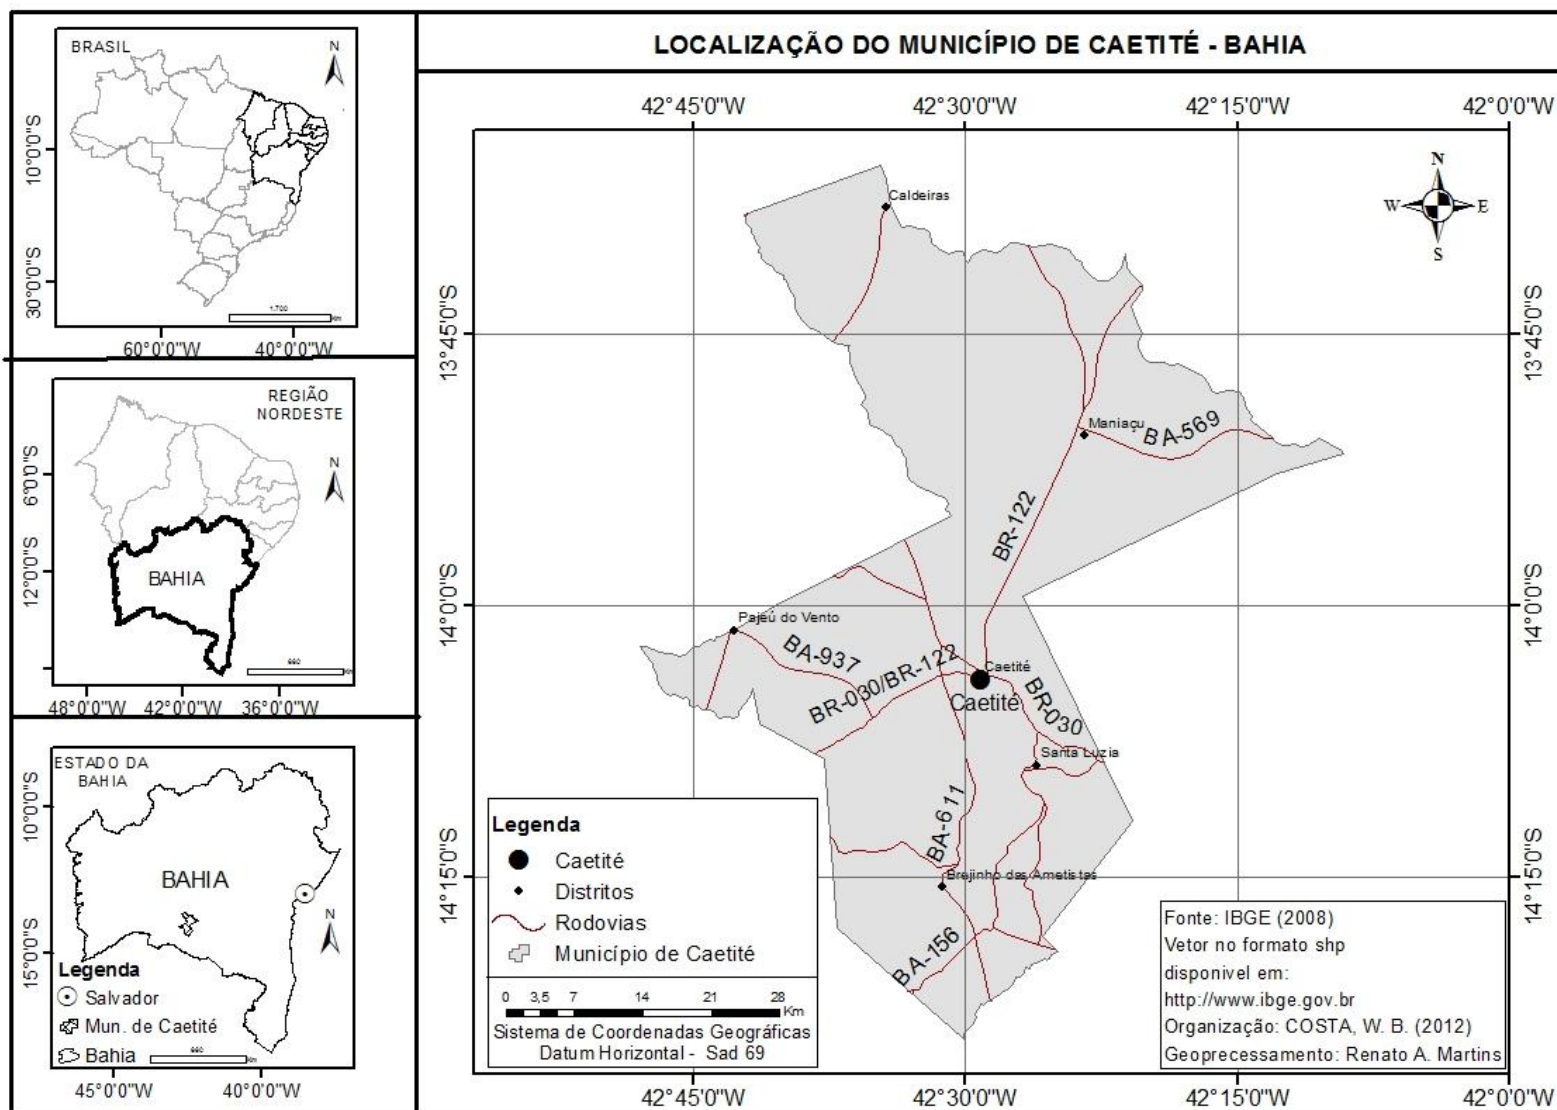 BRASIL
N
10°0'0"S
30°0'0"S
1.700
Km
60°0'0"W
40°0'0"W
REGIÃO
NORDESTE
N
6°0'0"S
12°0'0"S
BAHIA
660
Km
48°0'0"W
42°0'0"W
36°0'0"W
ESTADO DA
BAHIA
10°0'0"S
15°0'0"S
BAHIA
N
Legenda
Salvador
Mun. de Caetité
Bahia
660
45°0'0"W
40°0'0"W
LOCALIZAÇÃO DO MUNICÍPIO DE CAETITÉ - BAHIA
42°45'0"W
42°30'0"W
42°15'0"W
42°0'0"W
N
W
E
S
13°45'0"S
13°45'0"S
14°0'0"S
14°0'0"S
14°15'0"S
14°15'0"S
Caldeiras
Maniaçu
BA-569
BR-122
Pajeú do Vento
BA-937
BR-030/BR-122
Caetité
Caetité
BR-030
Santa Luzia
BA-611
Brejinho das Ametistas
BA-156
Legenda
Caetité
Distritos
Rodovias
Município de Caetité
0 3,5 7 14 21 28
Km
Sistema de Coordenadas Geográficas
Datum Horizontal - Sad 69
Fonte: IBGE (2008)
Vetor no formato shp
disponivel em:
http://www.ibge.gov.br
Organização: COSTA, W. B. (2012)
Geoprecessamento: Renato A. Martins
42°45'0"W
42°30'0"W
42°15'0"W
42°0'0"W